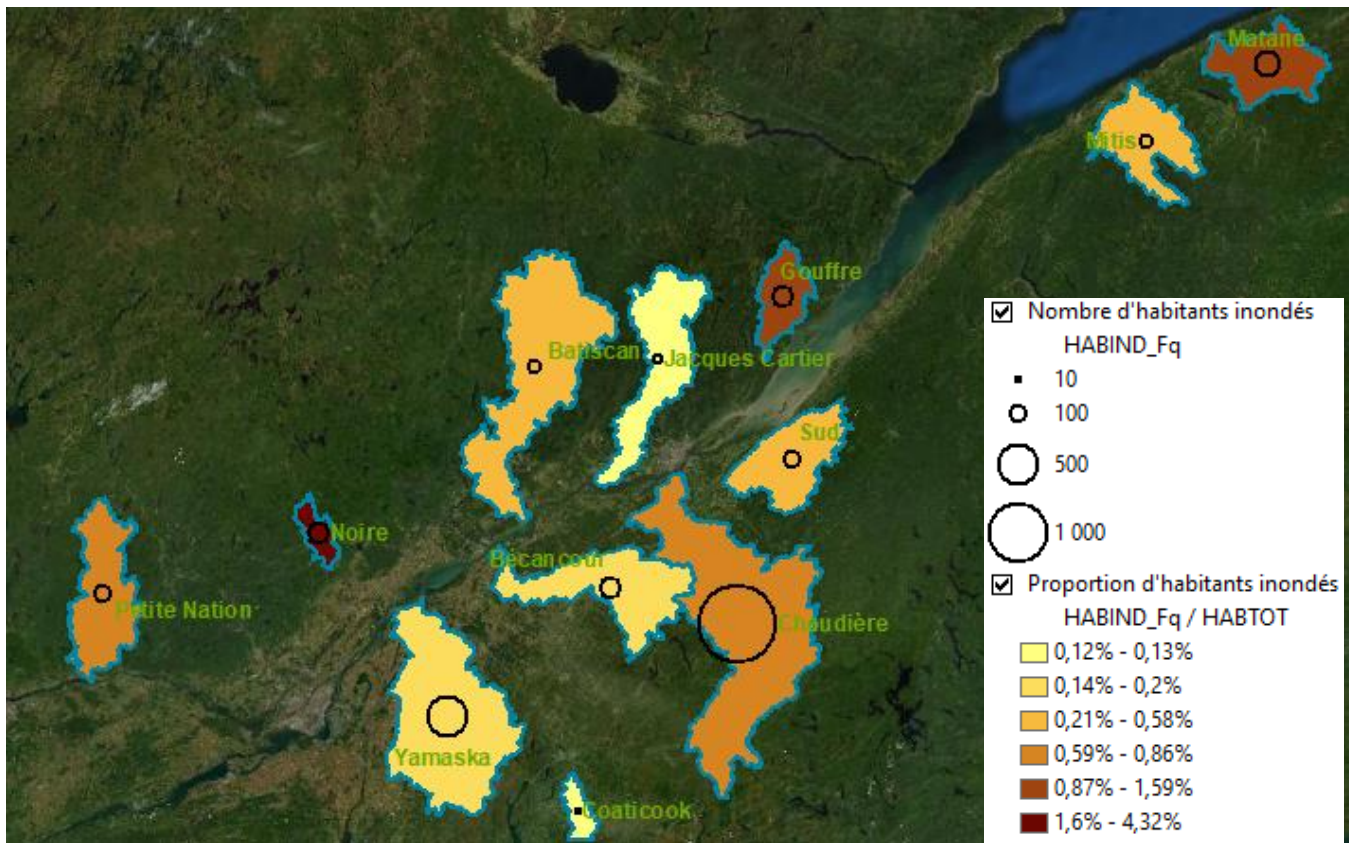 Matane
Mitis
Gouffre
Batiscan
Jacques Cartier
Sud
Noire
Bécancour
Petite Nation
Chaudière
Yamaska
Coaticook
Nombre d'habitants inondés
HABIND_Fq
10
100
500
1 000
Proportion d'habitants inondés
HABIND_Fq / HABTOT
0,12% - 0,13%
0,14% - 0,2%
0,21% - 0,58%
0,59% - 0,86%
0,87% - 1,59%
1,6% - 4,32%